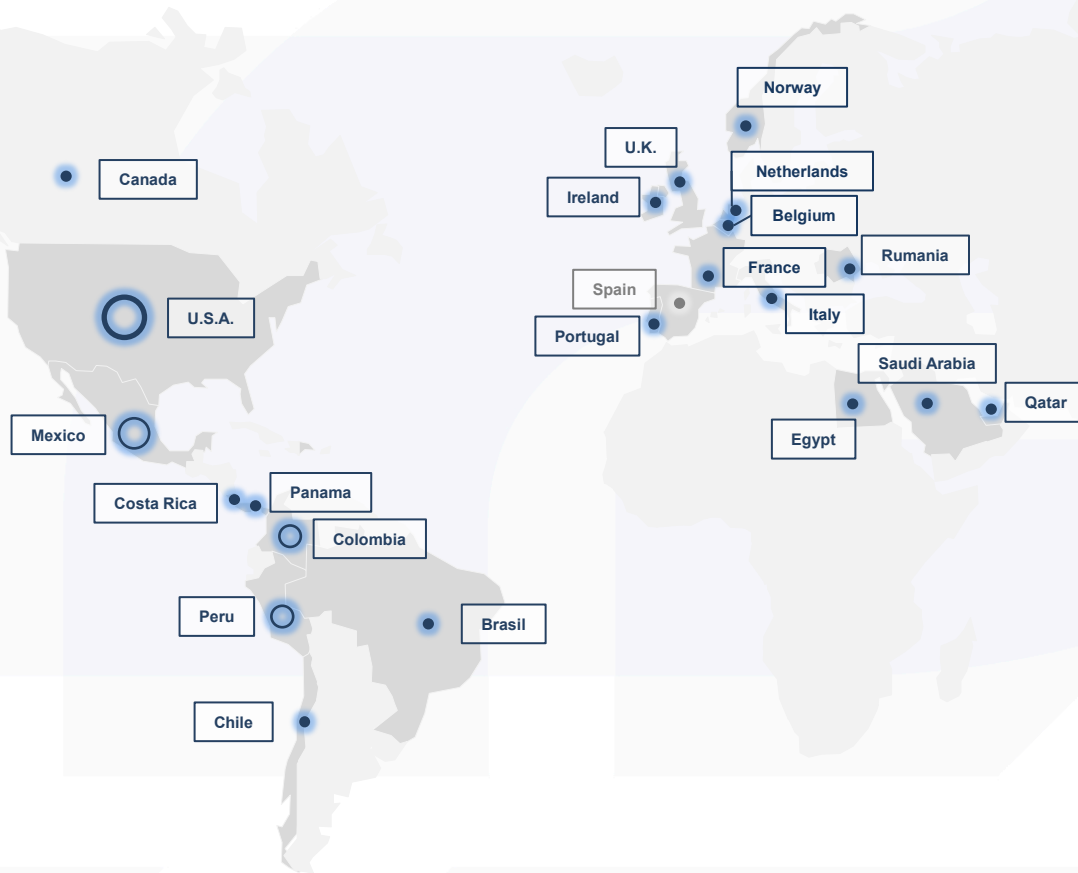 Norway
U.K.
Netherlands
Canada
Ireland
Belgium
Rumania
France
Spain
Italy
U.S.A.
Portugal
Saudi Arabia
Qatar
Mexico
Egypt
Panama
Costa Rica
Colombia
Peru
Brasil
Chile